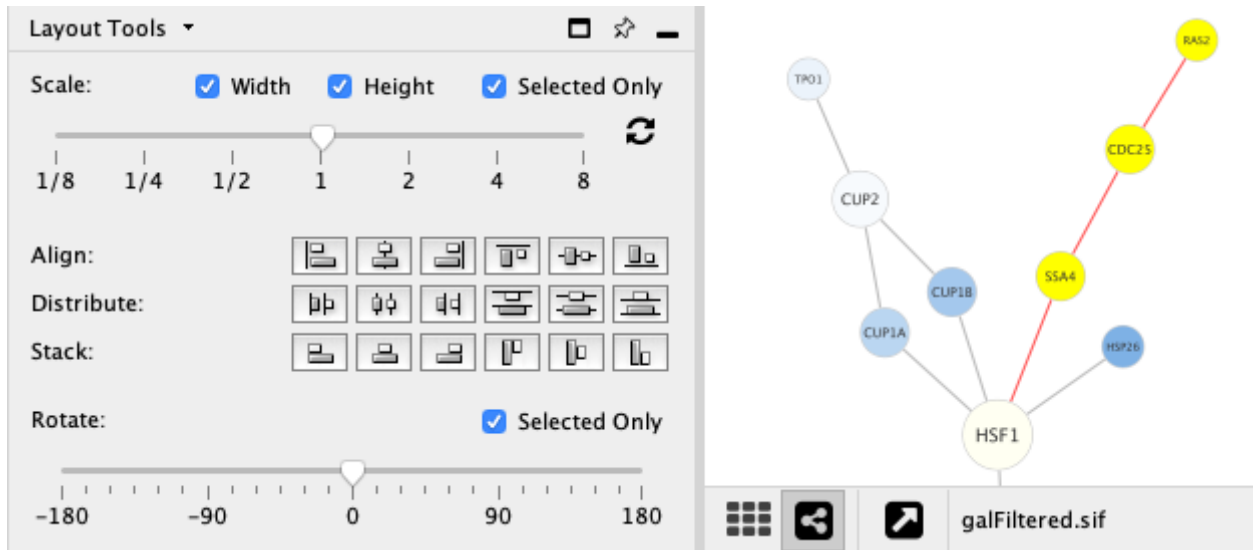 Layout Tools
Scale: Width Height Selected Only
1/8 1/4 1/2 1 2 4 8
Align:
Distribute:
Stack:
Rotate: Selected Only
-180 -90 0 90 180
RAS2
TPO1
CDC25
CUP2
SSA4
CUP1B
CUP1A
HSP26
HSF1
galFiltered.sif